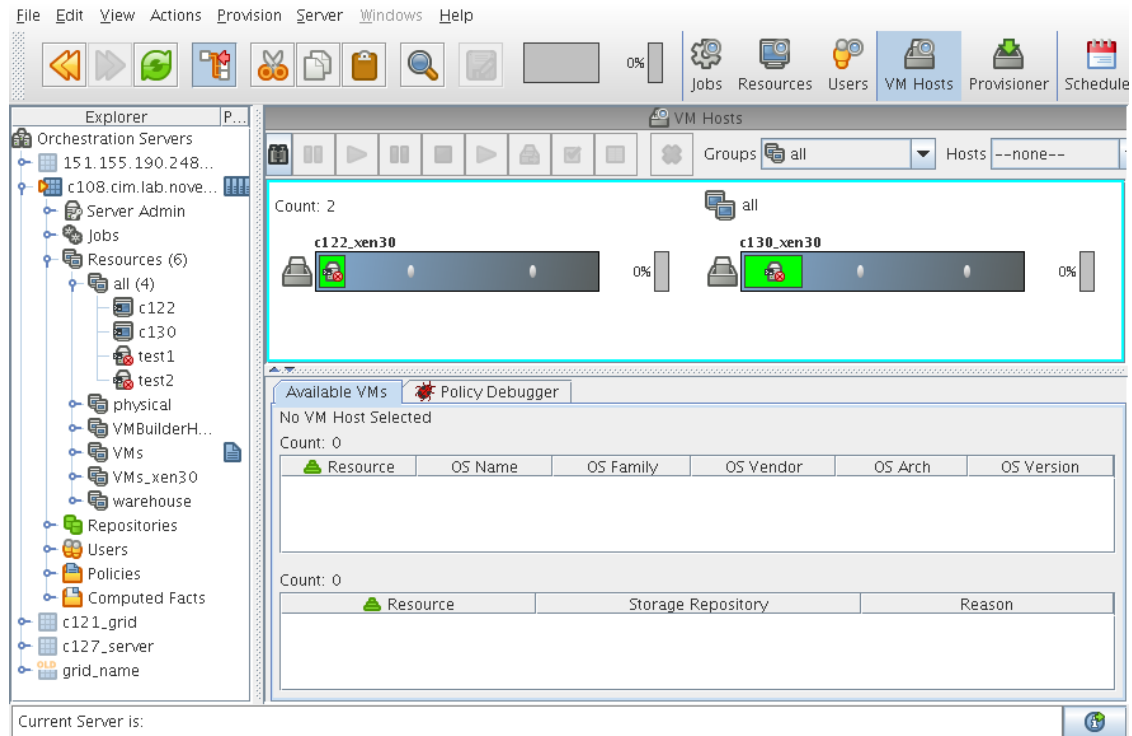 File Edit View Actions Provision Server Windows Help
0%
Jobs Resources Users VM Hosts Provisioner Schedule
Explorer P...
Orchestration Servers
151.155.190.248...
c108.cim.lab.nove...
Server Admin
Jobs
Resources (6)
all (4)
c122
c130
test1
test2
physical
VMBuilderH...
VMs
VMs_xen30
warehouse
Repositories
Users
Policies
Computed Facts
c121_grid
c127_server
OLD grid_name
VM Hosts
Groups all Hosts --none--
Count: 2 all
c122_xen30 c130_xen30
0% 0%
Available VMs Policy Debugger
No VM Host Selected
Count: 0
Resource OS Name OS Family OS Vendor OS Arch OS Version
Count: 0
Resource Storage Repository Reason
Current Server is: